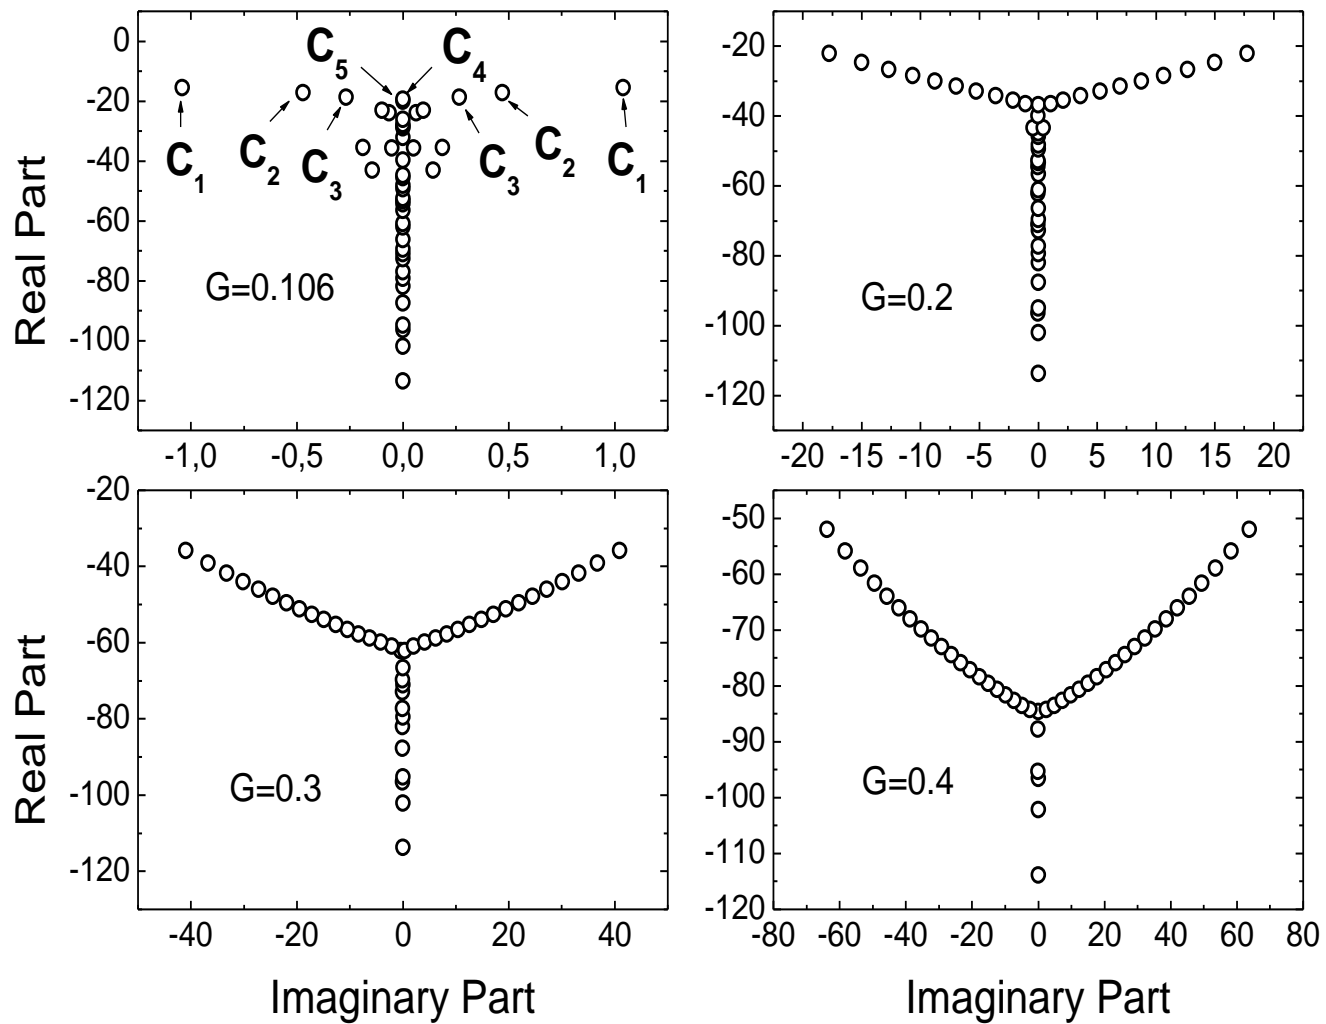 0
-20
-40
-60
-80
-100
-120
Real Part
C5
C4
C1
C2
C3
C3
C2
C1
G=0.106
-1,0 -0,5 0,0 0,5 1,0
-20
-40
-60
-80
-100
-120
G=0.2
-20 -15 -10 -5 0 5 10 15 20
-20
-40
-60
-80
-100
-120
Real Part
G=0.3
-40 -20 0 20 40
Imaginary Part
-50
-60
-70
-80
-90
-100
-110
-120
G=0.4
-80 -60 -40 -20 0 20 40 60 80
Imaginary Part